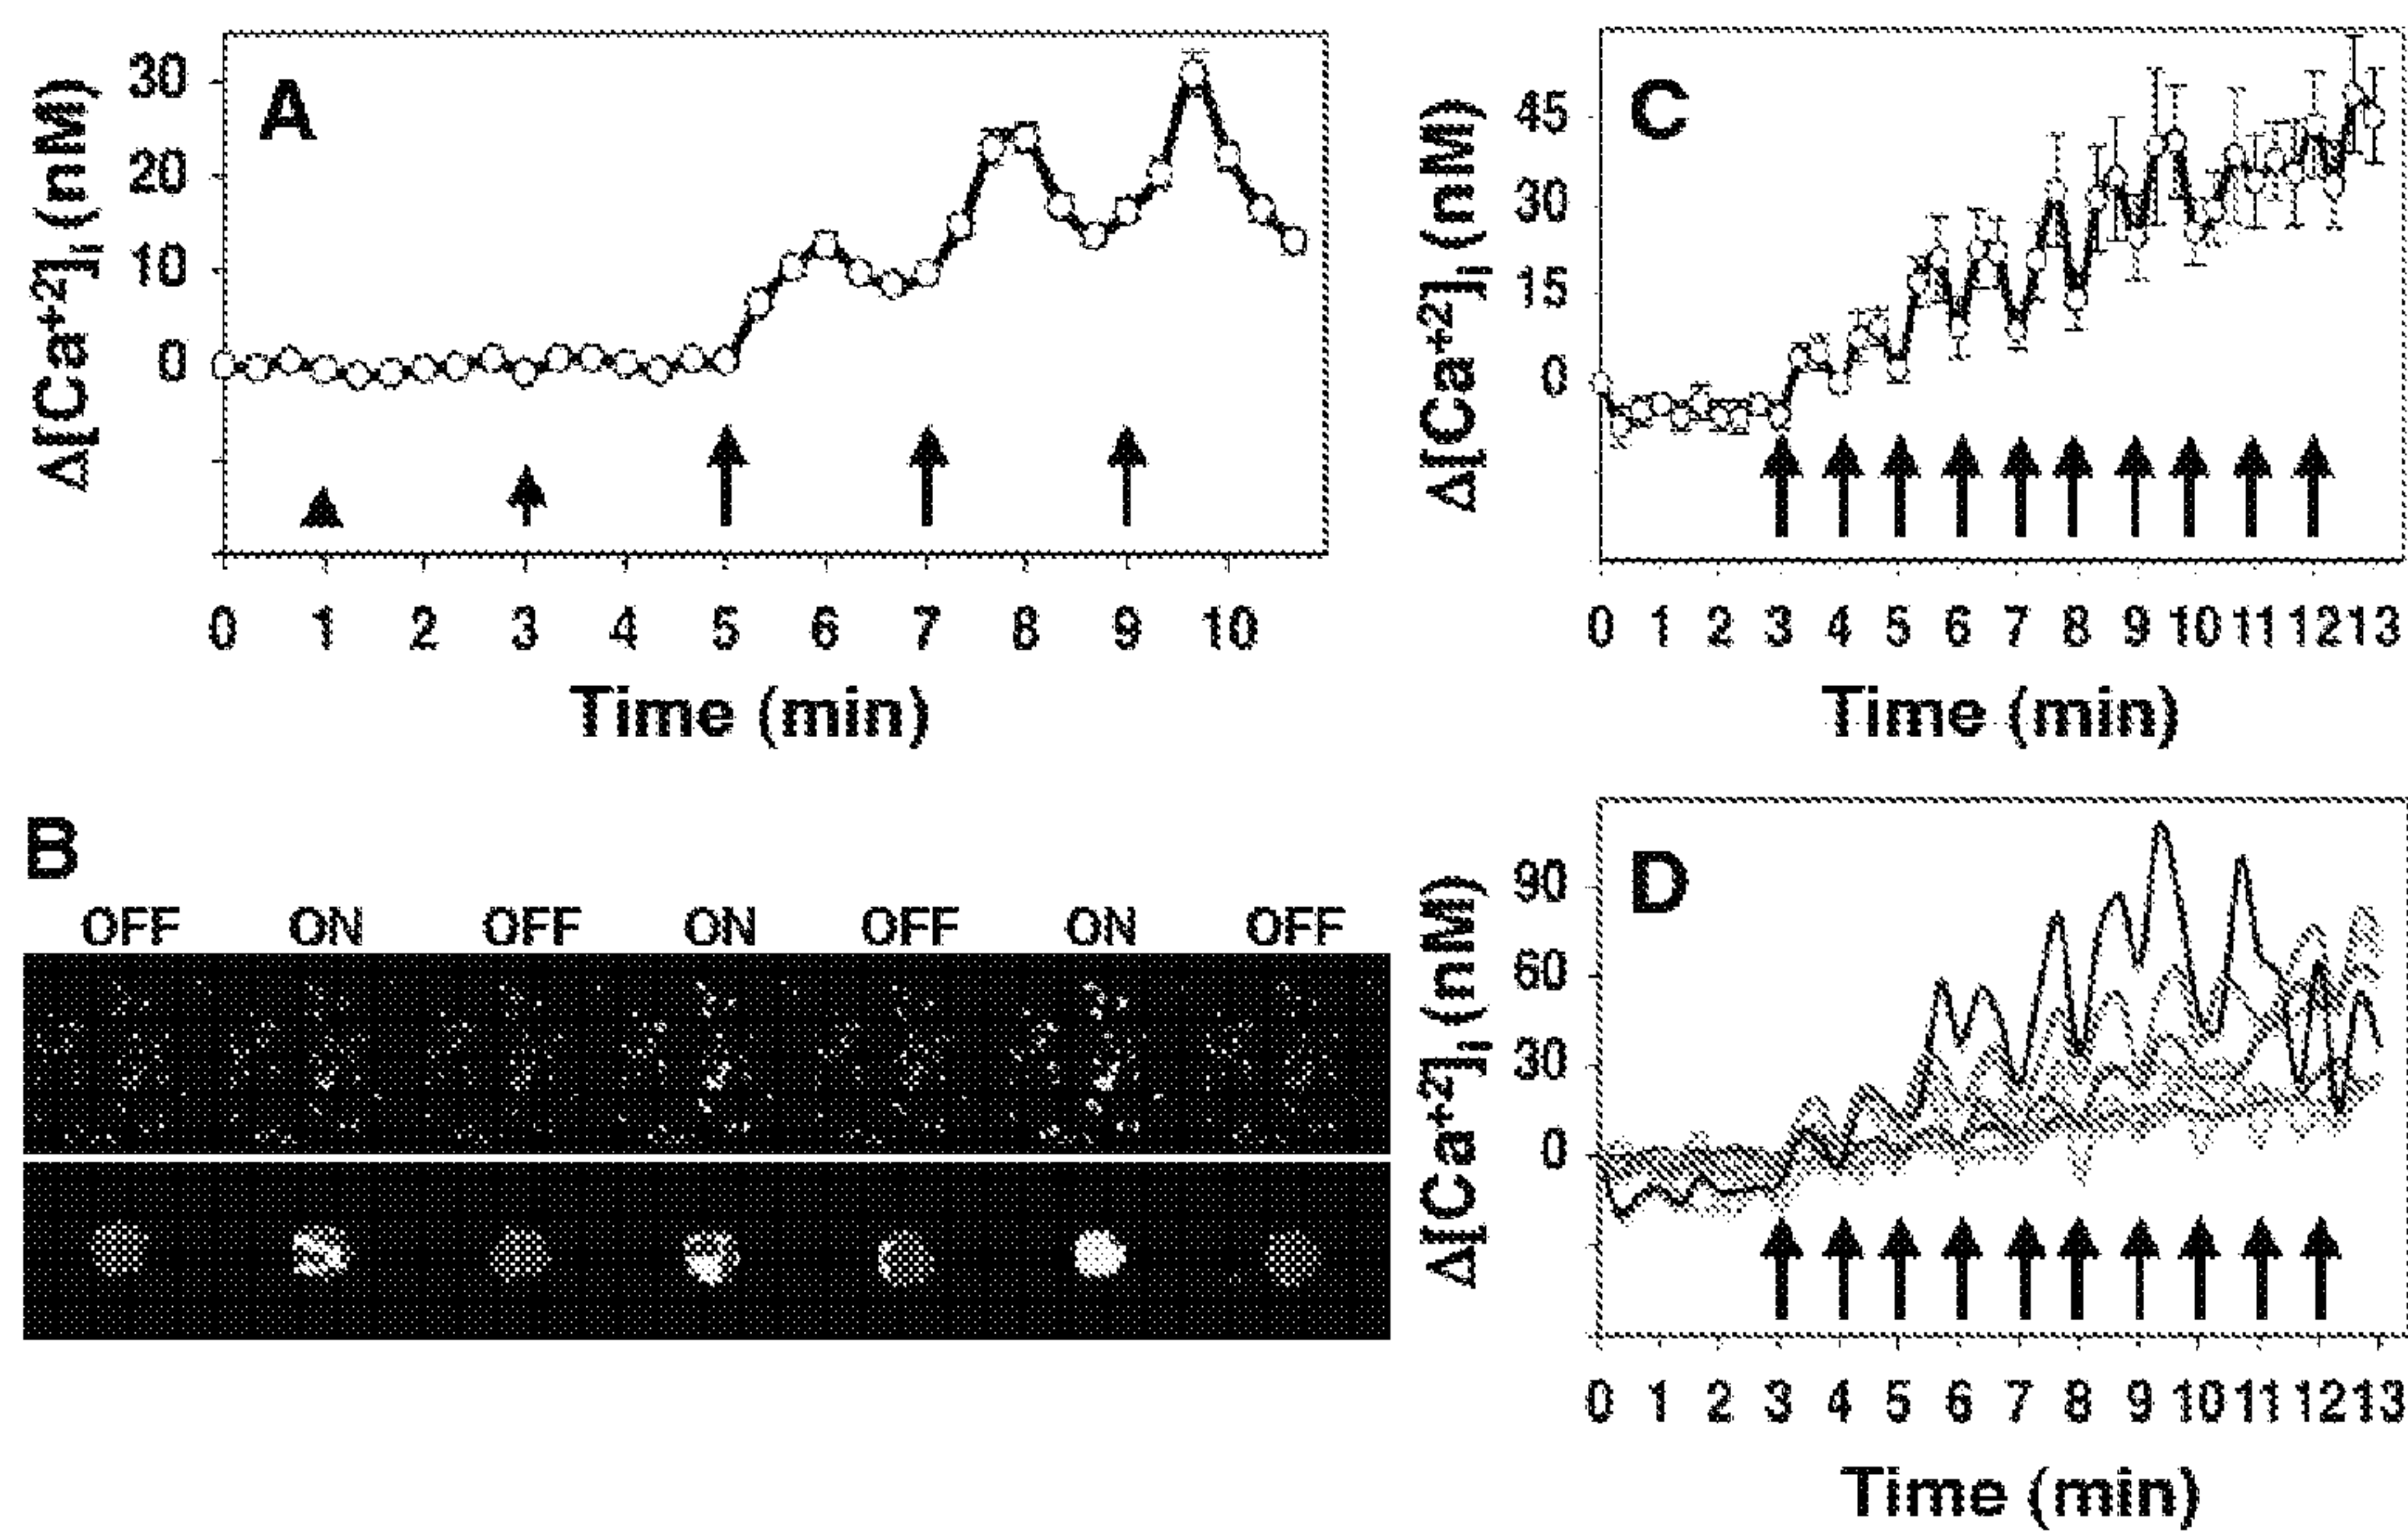 A
Δ[Ca⁺²]ᵢ (nM)
30
20
10
0
0 1 2 3 4 5 6 7 8 9 10
Time (min)
B
OFF ON OFF ON OFF ON OFF
C
Δ[Ca⁺²]ᵢ (nM)
45
30
15
0
0 1 2 3 4 5 6 7 8 9 10 11 12 13
Time (min)
D
Δ[Ca⁺²]ᵢ (nM)
90
60
30
0
0 1 2 3 4 5 6 7 8 9 10 11 12 13
Time (min)